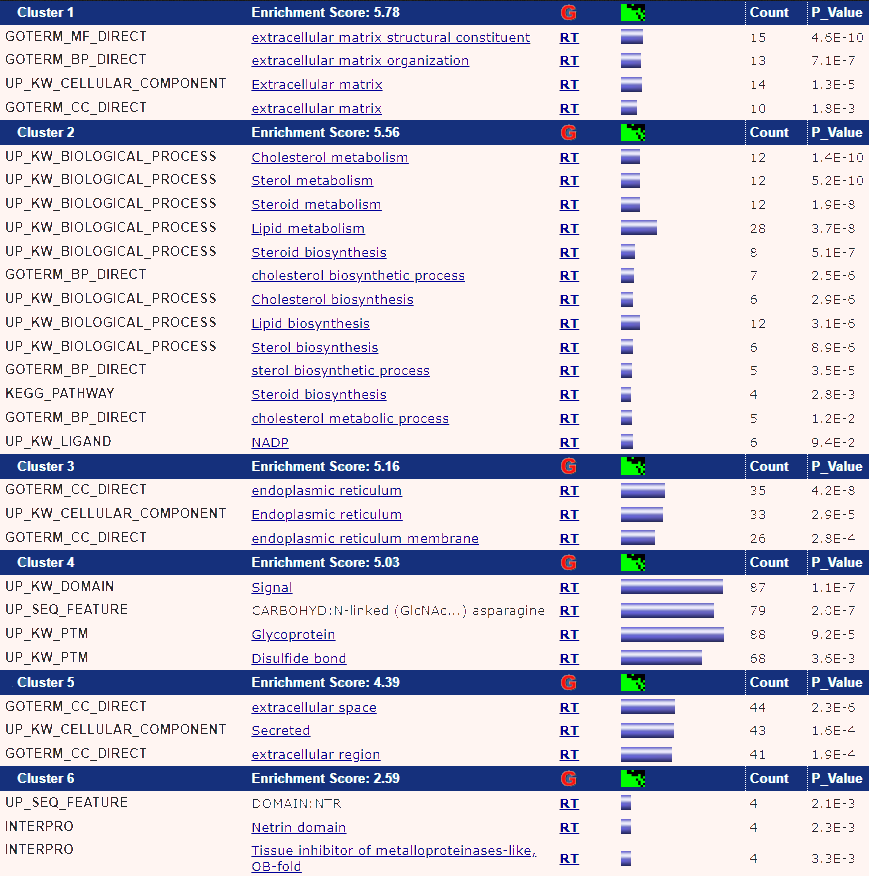 Cluster 1 Enrichment Score: 5.78 G Count P_Value
GOTERM_MF_DIRECT extracellular matrix structural constituent RT 15 4.6E-10
GOTERM_BP_DIRECT extracellular matrix organization RT 13 7.1E-7
UP_KW_CELLULAR_COMPONENT Extracellular matrix RT 14 1.3E-5
GOTERM_CC_DIRECT extracellular matrix RT 10 1.8E-3
Cluster 2 Enrichment Score: 5.56 G Count P_Value
UP_KW_BIOLOGICAL_PROCESS Cholesterol metabolism RT 12 1.4E-10
UP_KW_BIOLOGICAL_PROCESS Sterol metabolism RT 12 5.2E-10
UP_KW_BIOLOGICAL_PROCESS Steroid metabolism RT 12 1.9E-8
UP_KW_BIOLOGICAL_PROCESS Lipid metabolism RT 28 3.7E-8
UP_KW_BIOLOGICAL_PROCESS Steroid biosynthesis RT 8 5.1E-7
GOTERM_BP_DIRECT cholesterol biosynthetic process RT 7 2.5E-6
UP_KW_BIOLOGICAL_PROCESS Cholesterol biosynthesis RT 6 2.9E-6
UP_KW_BIOLOGICAL_PROCESS Lipid biosynthesis RT 12 3.1E-6
UP_KW_BIOLOGICAL_PROCESS Sterol biosynthesis RT 6 8.9E-6
GOTERM_BP_DIRECT sterol biosynthetic process RT 5 3.5E-5
KEGG_PATHWAY Steroid biosynthesis RT 4 2.8E-3
GOTERM_BP_DIRECT cholesterol metabolic process RT 5 1.2E-2
UP_KW_LIGAND NADP RT 6 9.4E-2
Cluster 3 Enrichment Score: 5.16 G Count P_Value
GOTERM_CC_DIRECT endoplasmic reticulum RT 35 4.2E-8
UP_KW_CELLULAR_COMPONENT Endoplasmic reticulum RT 33 2.9E-5
GOTERM_CC_DIRECT endoplasmic reticulum membrane RT 26 2.8E-4
Cluster 4 Enrichment Score: 5.03 G Count P_Value
UP_KW_DOMAIN Signal RT 87 1.1E-7
UP_SEQ_FEATURE CARBOHYD:N-linked (GlcNAc...) asparagine RT 79 2.0E-7
UP_KW_PTM Glycoprotein RT 88 9.2E-5
UP_KW_PTM Disulfide bond RT 68 3.6E-3
Cluster 5 Enrichment Score: 4.39 G Count P_Value
GOTERM_CC_DIRECT extracellular space RT 44 2.3E-6
UP_KW_CELLULAR_COMPONENT Secreted RT 43 1.6E-4
GOTERM_CC_DIRECT extracellular region RT 41 1.9E-4
Cluster 6 Enrichment Score: 2.59 G Count P_Value
UP_SEQ_FEATURE DOMAIN:NTR RT 4 2.1E-3
INTERPRO Netrin domain RT 4 2.3E-3
INTERPRO Tissue inhibitor of metalloproteinases-like,
OB-fold RT 4 3.3E-3